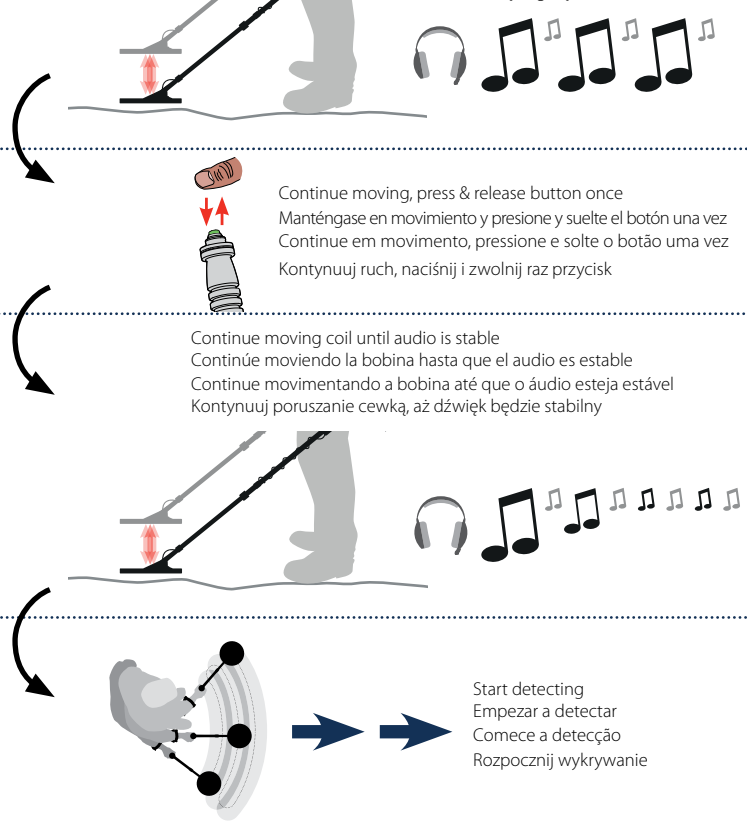 Continue moving, press & release button once
Manténgase en movimiento y presione y suelte el botón una vez
Continue em movimento, pressione e solte o botão uma vez
Kontynuuj ruch, naciśnij i zwolnij raz przycisk
Continue moving coil until audio is stable
Continúe moviendo la bobina hasta que el audio es estable
Continue movimentando a bobina até que o áudio esteja estável
Kontynuuj poruszanie cewką, aż dźwięk będzie stabilny
Start detecting
Empezar a detectar
Comece a detecção
Rozpocznij wykrywanie